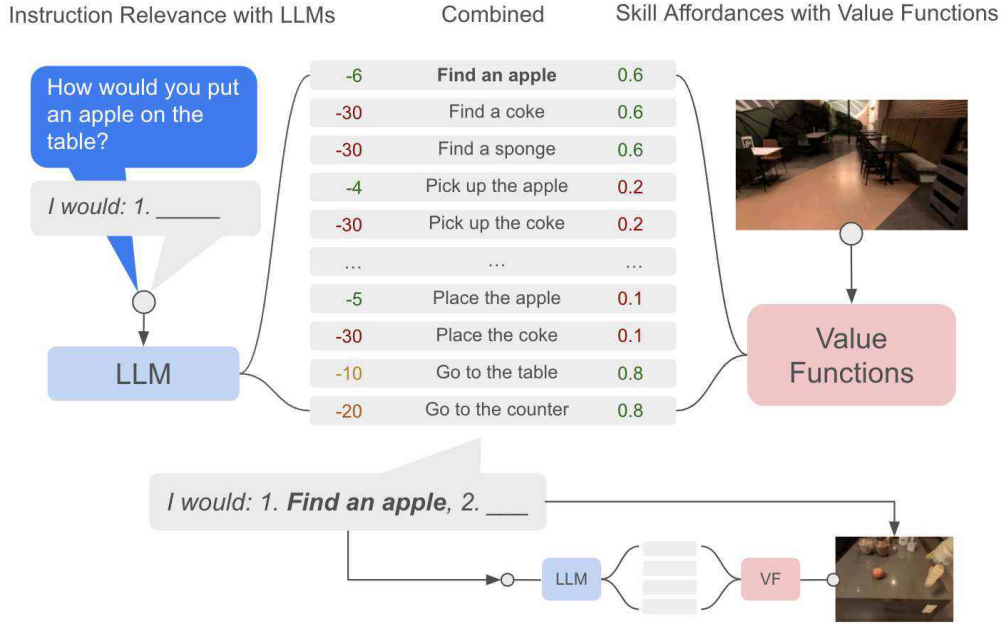 Instruction Relevance with LLMs
Combined
Skill Affordances with Value Functions
How would you put
an apple on the
table?
I would: 1. _____
LLM
-6 Find an apple 0.6
-30 Find a coke 0.6
-30 Find a sponge 0.6
-4 Pick up the apple 0.2
-30 Pick up the coke 0.2
... ... ...
-5 Place the apple 0.1
-30 Place the coke 0.1
-10 Go to the table 0.8
-20 Go to the counter 0.8
Value
Functions
I would: 1. Find an apple, 2. ___
LLM
VF